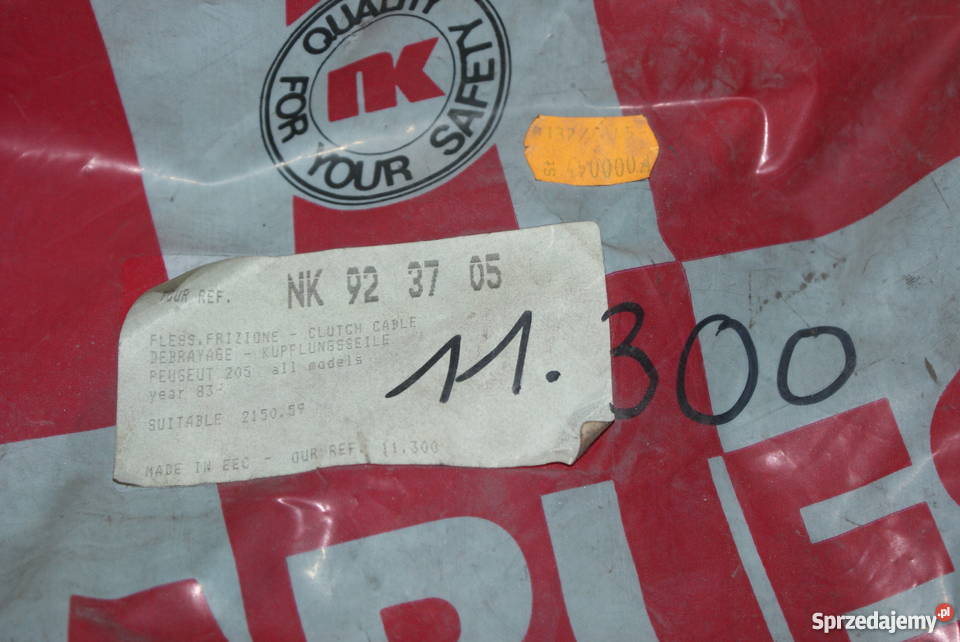 QUALITY
FOR YOUR SAFETY
NK
YOUR REF. NK 92 37 05
FLESS.FRIZIONE - CLUTCH CABLE
DEBRAYAGE - KUPPLUNGSSEILE
PEUGEOT 205 all models
year 83-
SUITABLE 2150.59
MADE IN EEC - OUR REF. 11.300
11.300
Sprzedajemy.pl